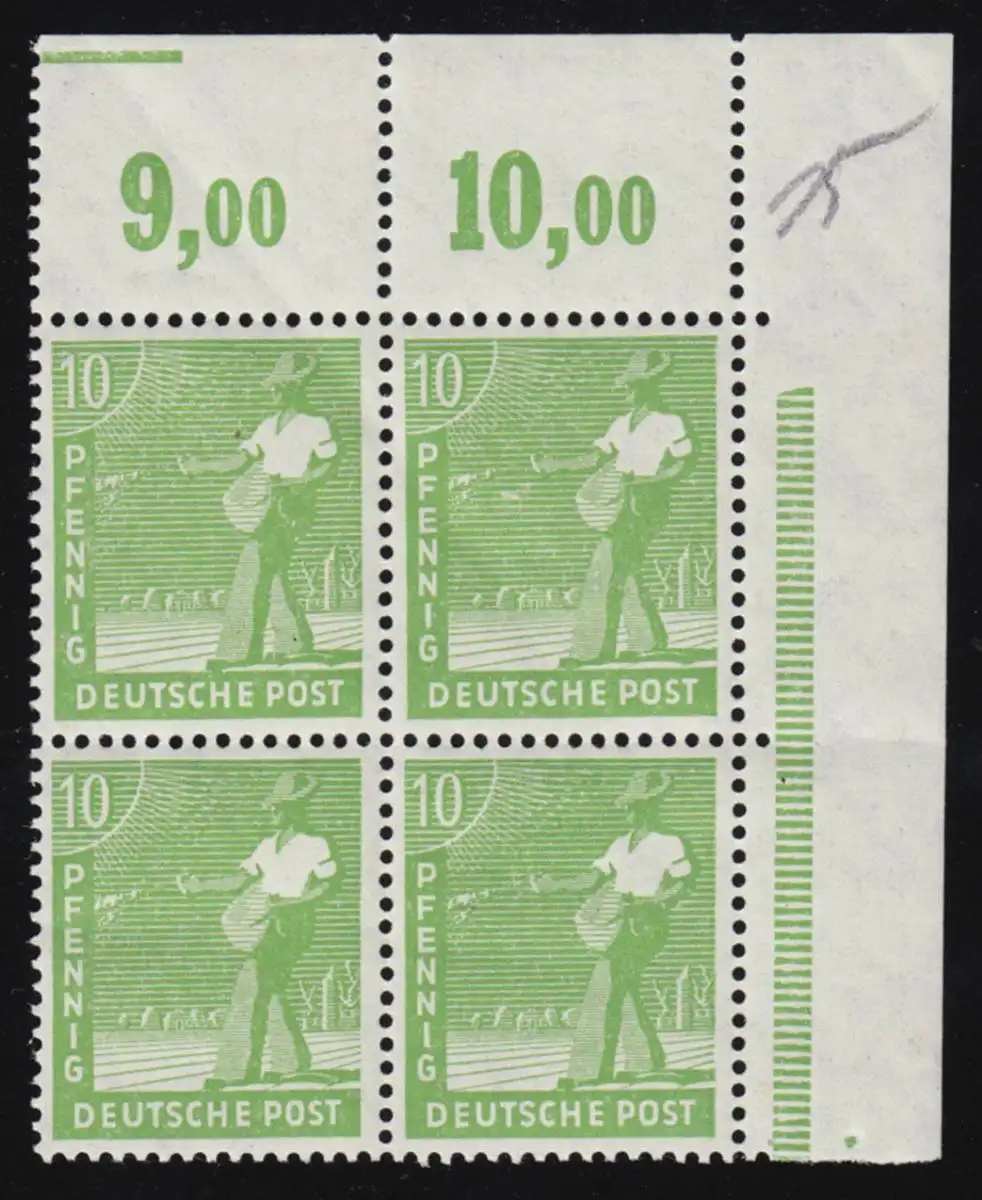 9,00 10,00
10 10
PFENNIG PFENNIG
DEUTSCHE POST DEUTSCHE POST
10 10
PFENNIG PFENNIG
DEUTSCHE POST DEUTSCHE POST